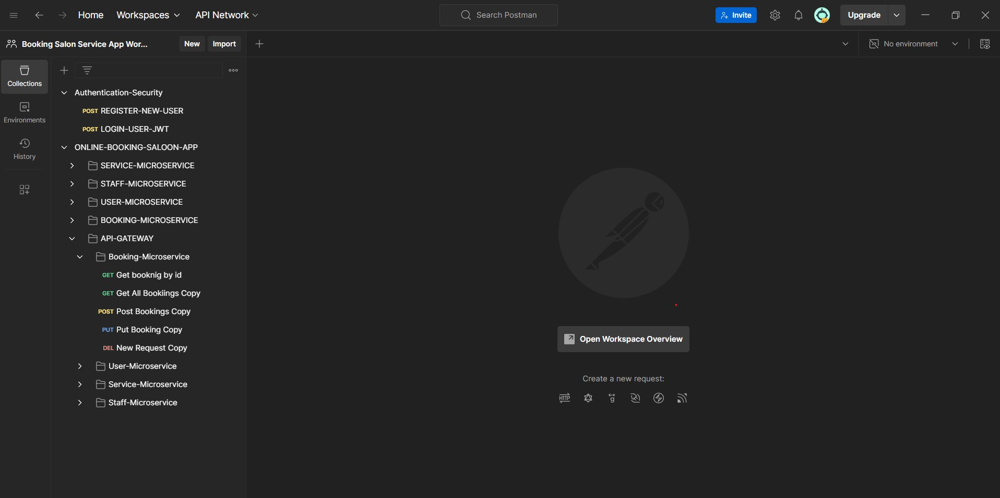 Home Workspaces API Network Search Postman Invite Upgrade
Booking Salon Service App Wor... New Import No environment
Collections
Environments
History
Authentication-Security
POST REGISTER-NEW-USER
POST LOGIN-USER-JWT
ONLINE-BOOKING-SALOON-APP
SERVICE-MICROSERVICE
STAFF-MICROSERVICE
USER-MICROSERVICE
BOOKING-MICROSERVICE
API-GATEWAY
Booking-Microservice
GET Get booknig by id
GET Get All Bookiings Copy
POST Post Bookings Copy
PUT Put Booking Copy
DEL New Request Copy
User-Microservice
Service-Microservice
Staff-Microservice
Open Workspace Overview
Create a new request:
HTTP
g